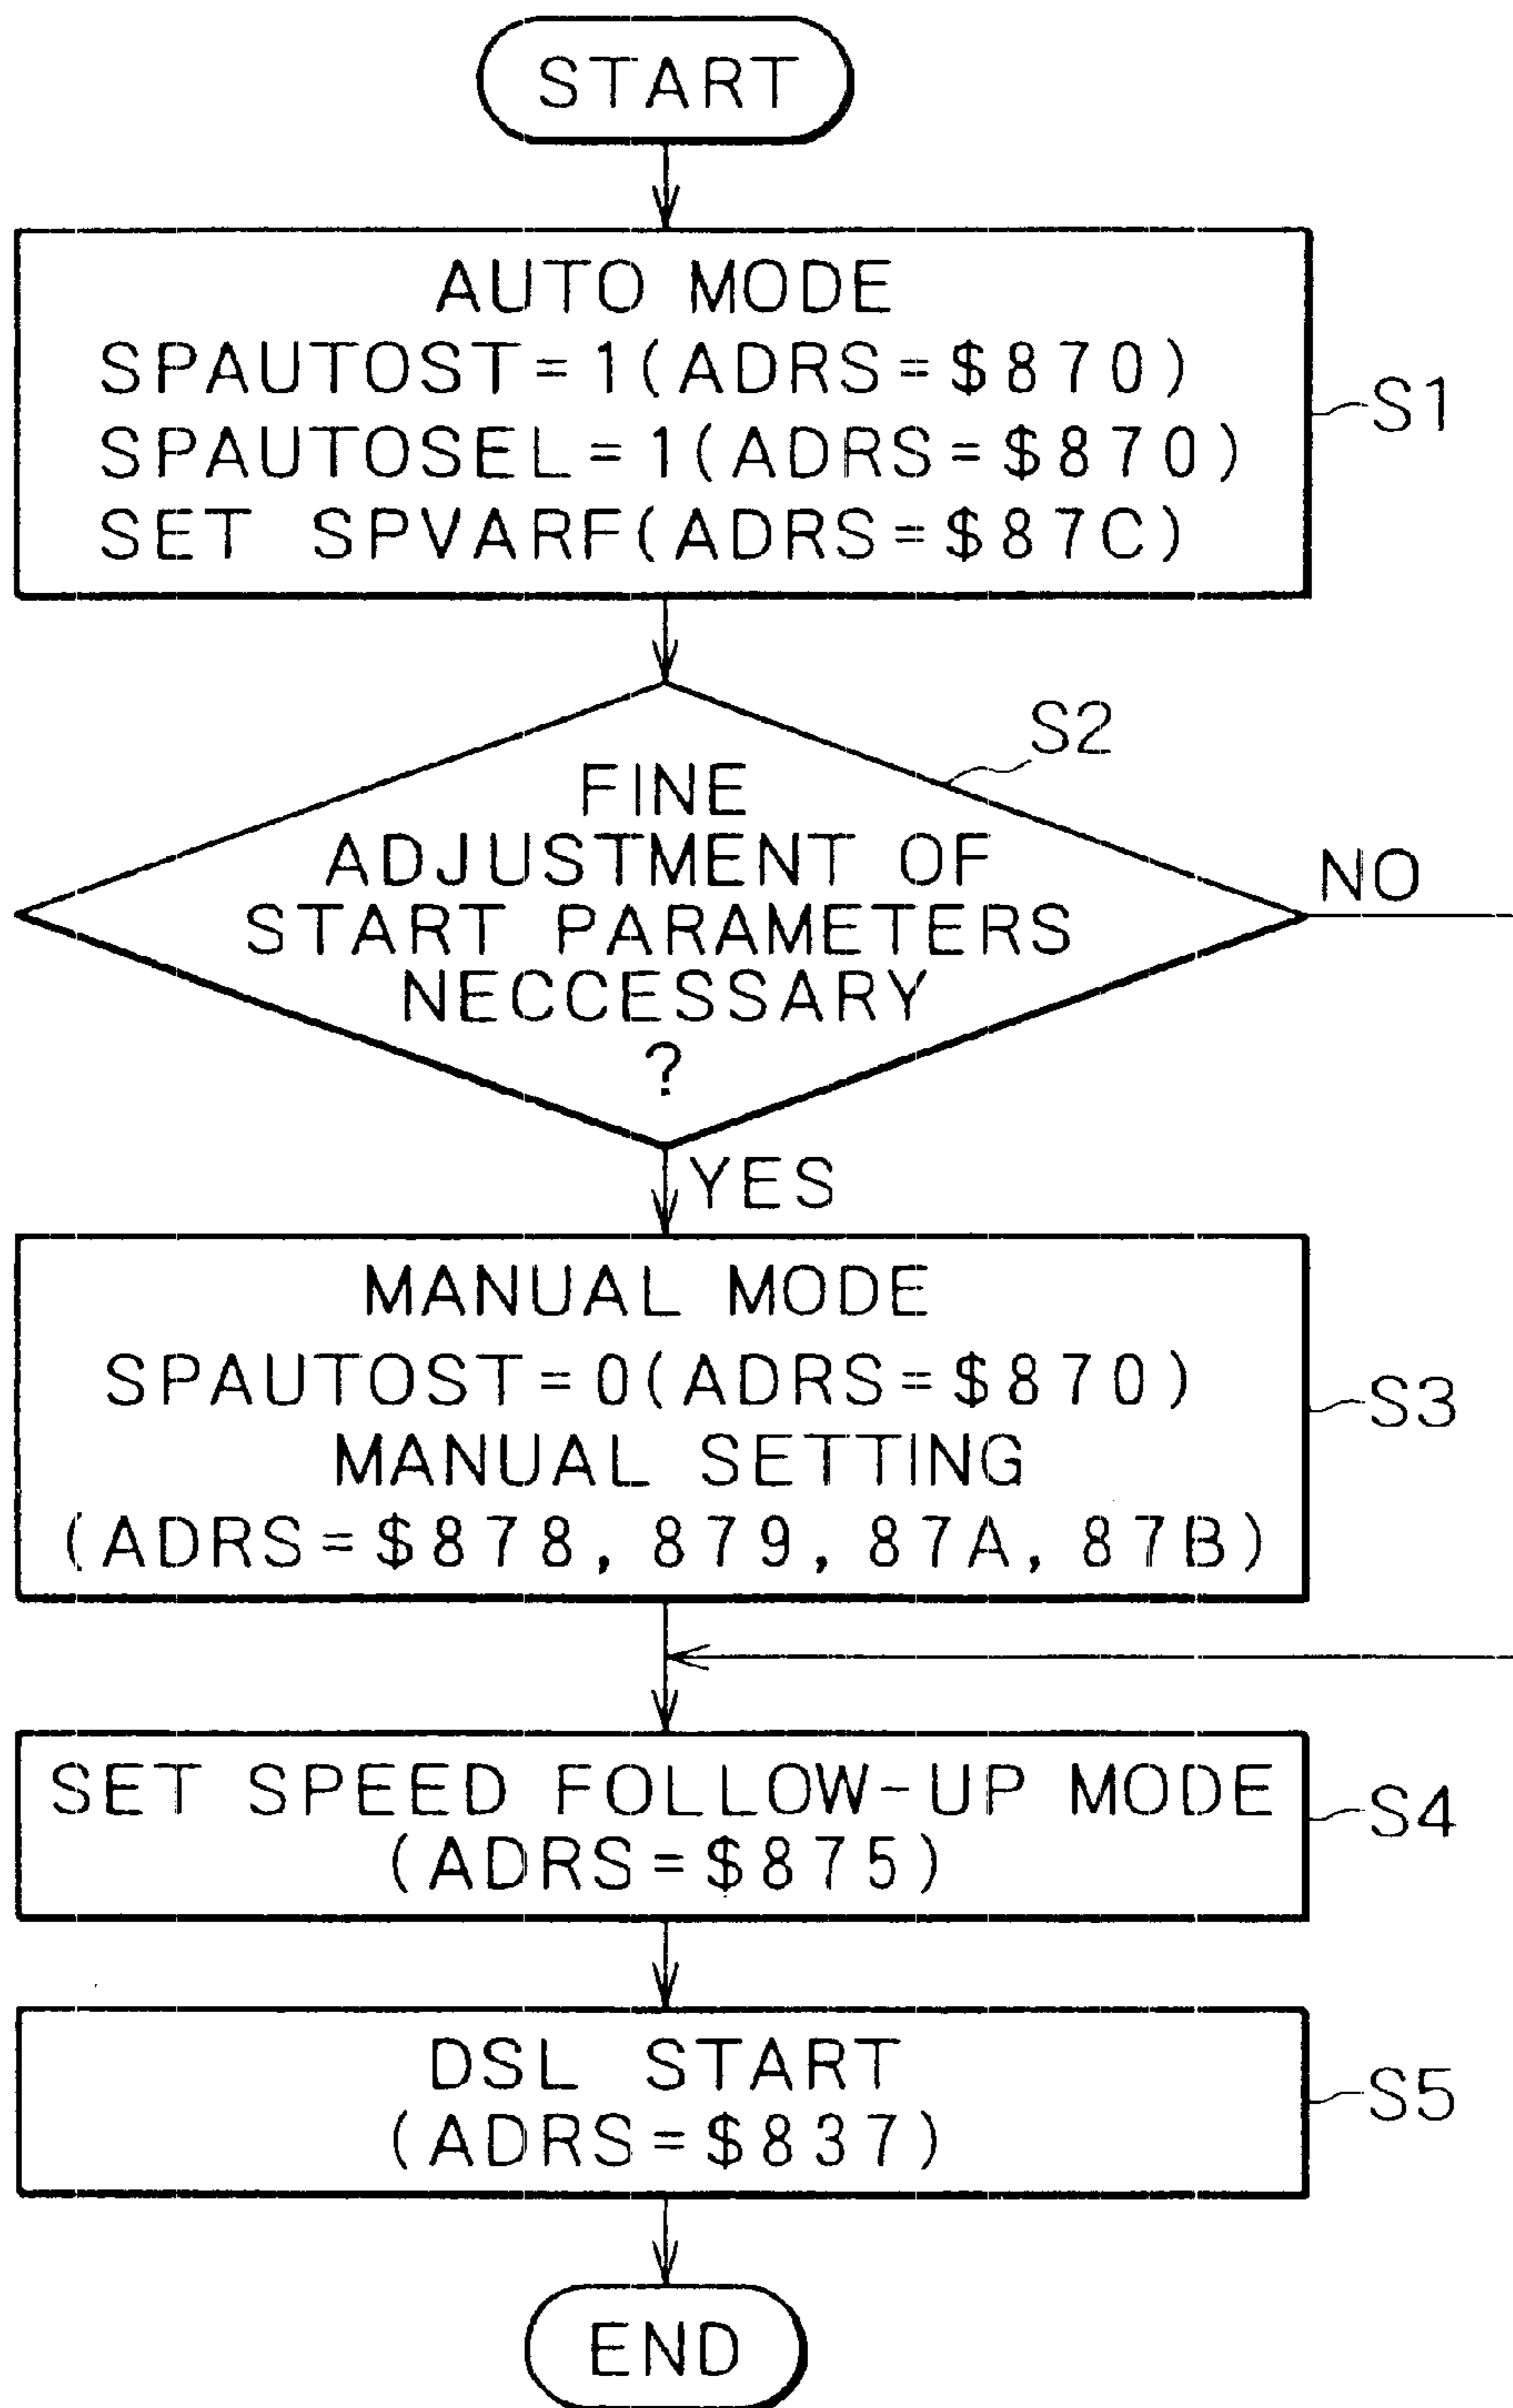 START
AUTO MODE
SPAUTOST=1(ADRS=$870)
SPAUTOSEL=1(ADRS=$870)
SET SPVARF(ADRS=$87C)
S1
S2
FINE
ADJUSTMENT OF
START PARAMETERS
NECCESSARY
?
NO
YES
MANUAL MODE
SPAUTOST=0(ADRS=$870)
MANUAL SETTING
(ADRS=$878, 879, 87A, 87B)
S3
SET SPEED FOLLOW-UP MODE
(ADRS=$875)
S4
DSL START
(ADRS=$837)
S5
END